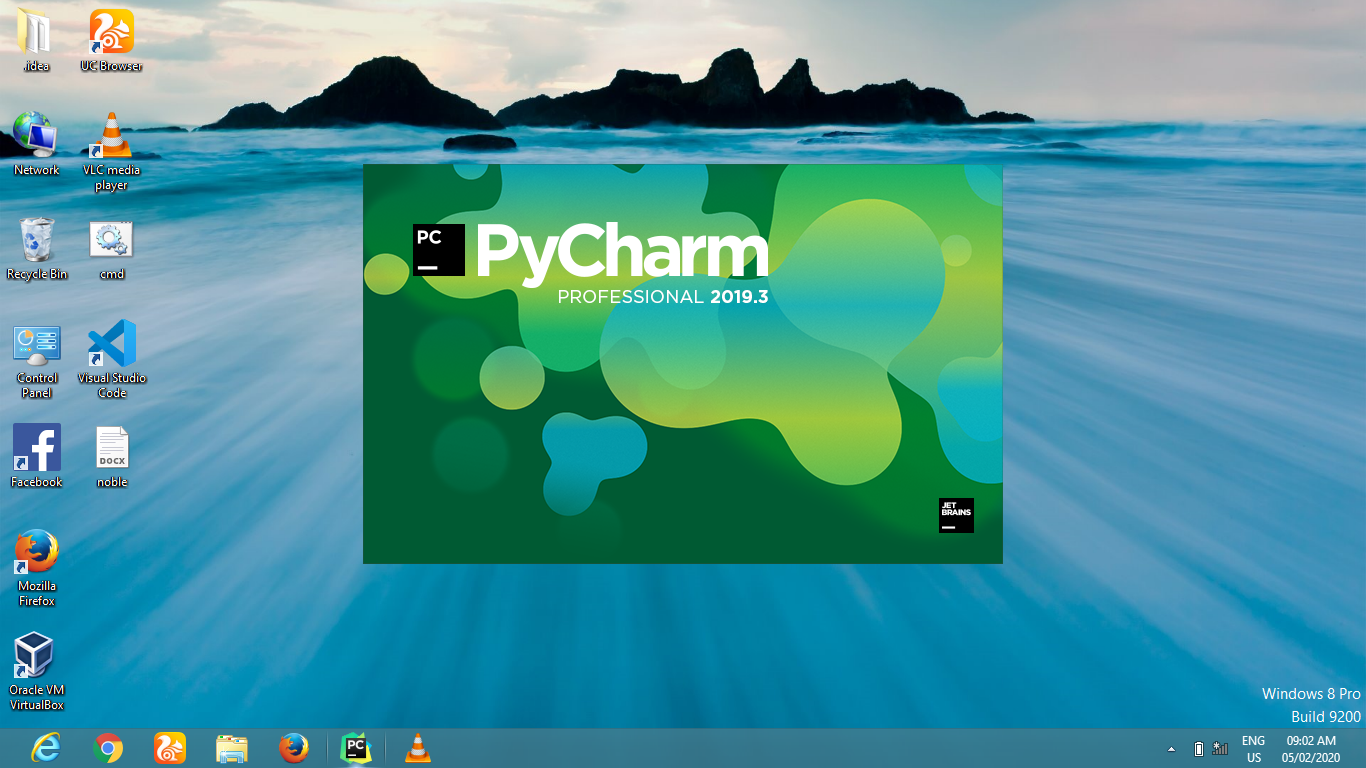 .idea
UC Browser
Network
VLC media
player
Recycle Bin
cmd
Control
Panel
Visual Studio
Code
Facebook
DOCX
noble
Mozilla
Firefox
Oracle VM
VirtualBox
PC
PyCharm
PROFESSIONAL 2019.3
JET
BRAINS
Windows 8 Pro
Build 9200
PC
ENG
US
09:02 AM
05/02/2020